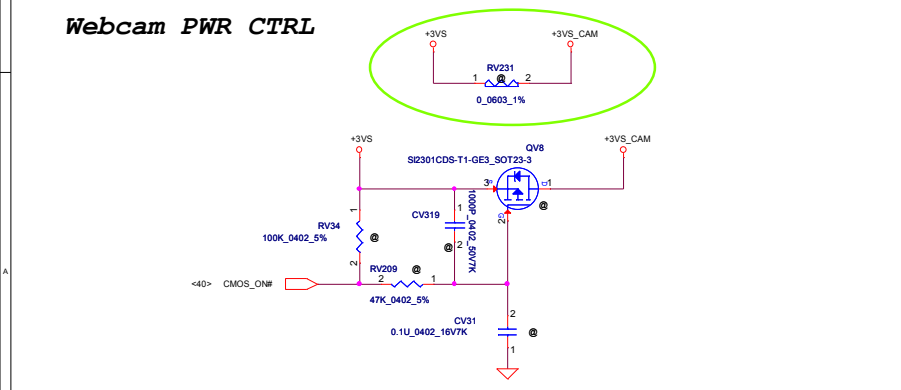 Webcam PWR CTRL
+3VS +3VS_CAM
RV231
1 @ 2
0_0603_1%
+3VS +3VS_CAM
QV8
SI2301CDS-T1-GE3_SOT23-3
3 S D 1
G 2
@
1 1
1000P_0402_50V7K
CV319
RV34
100K_0402_5%
@
@
2 2
RV209
@
2 1
<40> CMOS_ON#
47K_0402_5%
A
CV31
2
0.1U_0402_16V7K
@
1